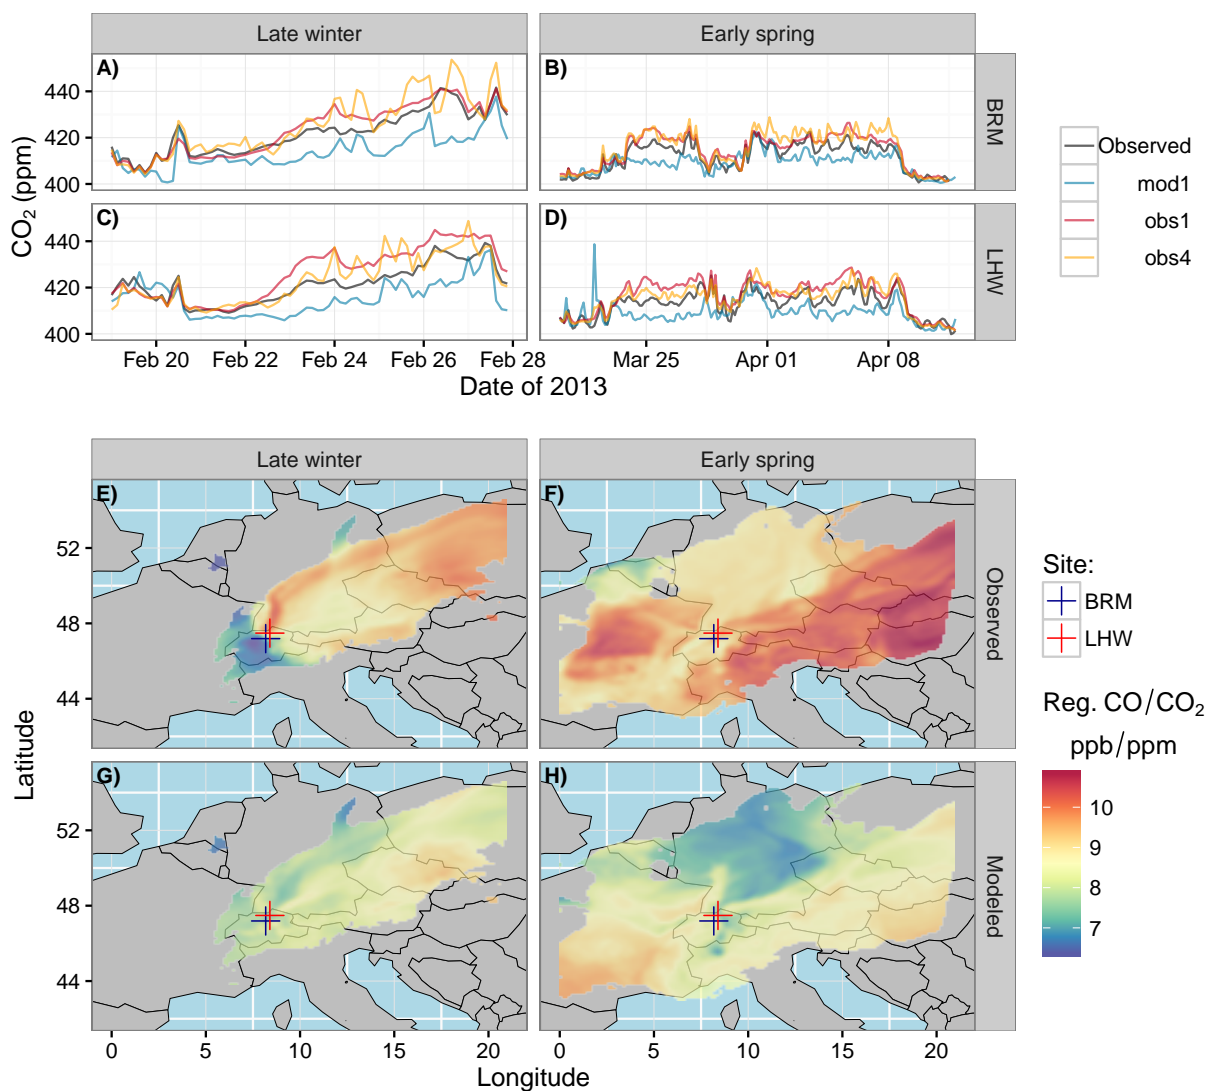 Late winter
Early spring
A)
B)
440
420
400
BRM
C)
D)
440
420
400
LHW
CO2 (ppm)
Feb 20
Feb 22
Feb 24
Feb 26
Feb 28
Mar 25
Apr 01
Apr 08
Date of 2013
Observed
mod1
obs1
obs4
Late winter
Early spring
E)
F)
52
48
44
Observed
G)
H)
52
48
44
Modeled
Latitude
0
5
10
15
20
0
5
10
15
20
Longitude
Site:
BRM
LHW
Reg. CO/CO2
ppb/ppm
10
9
8
7